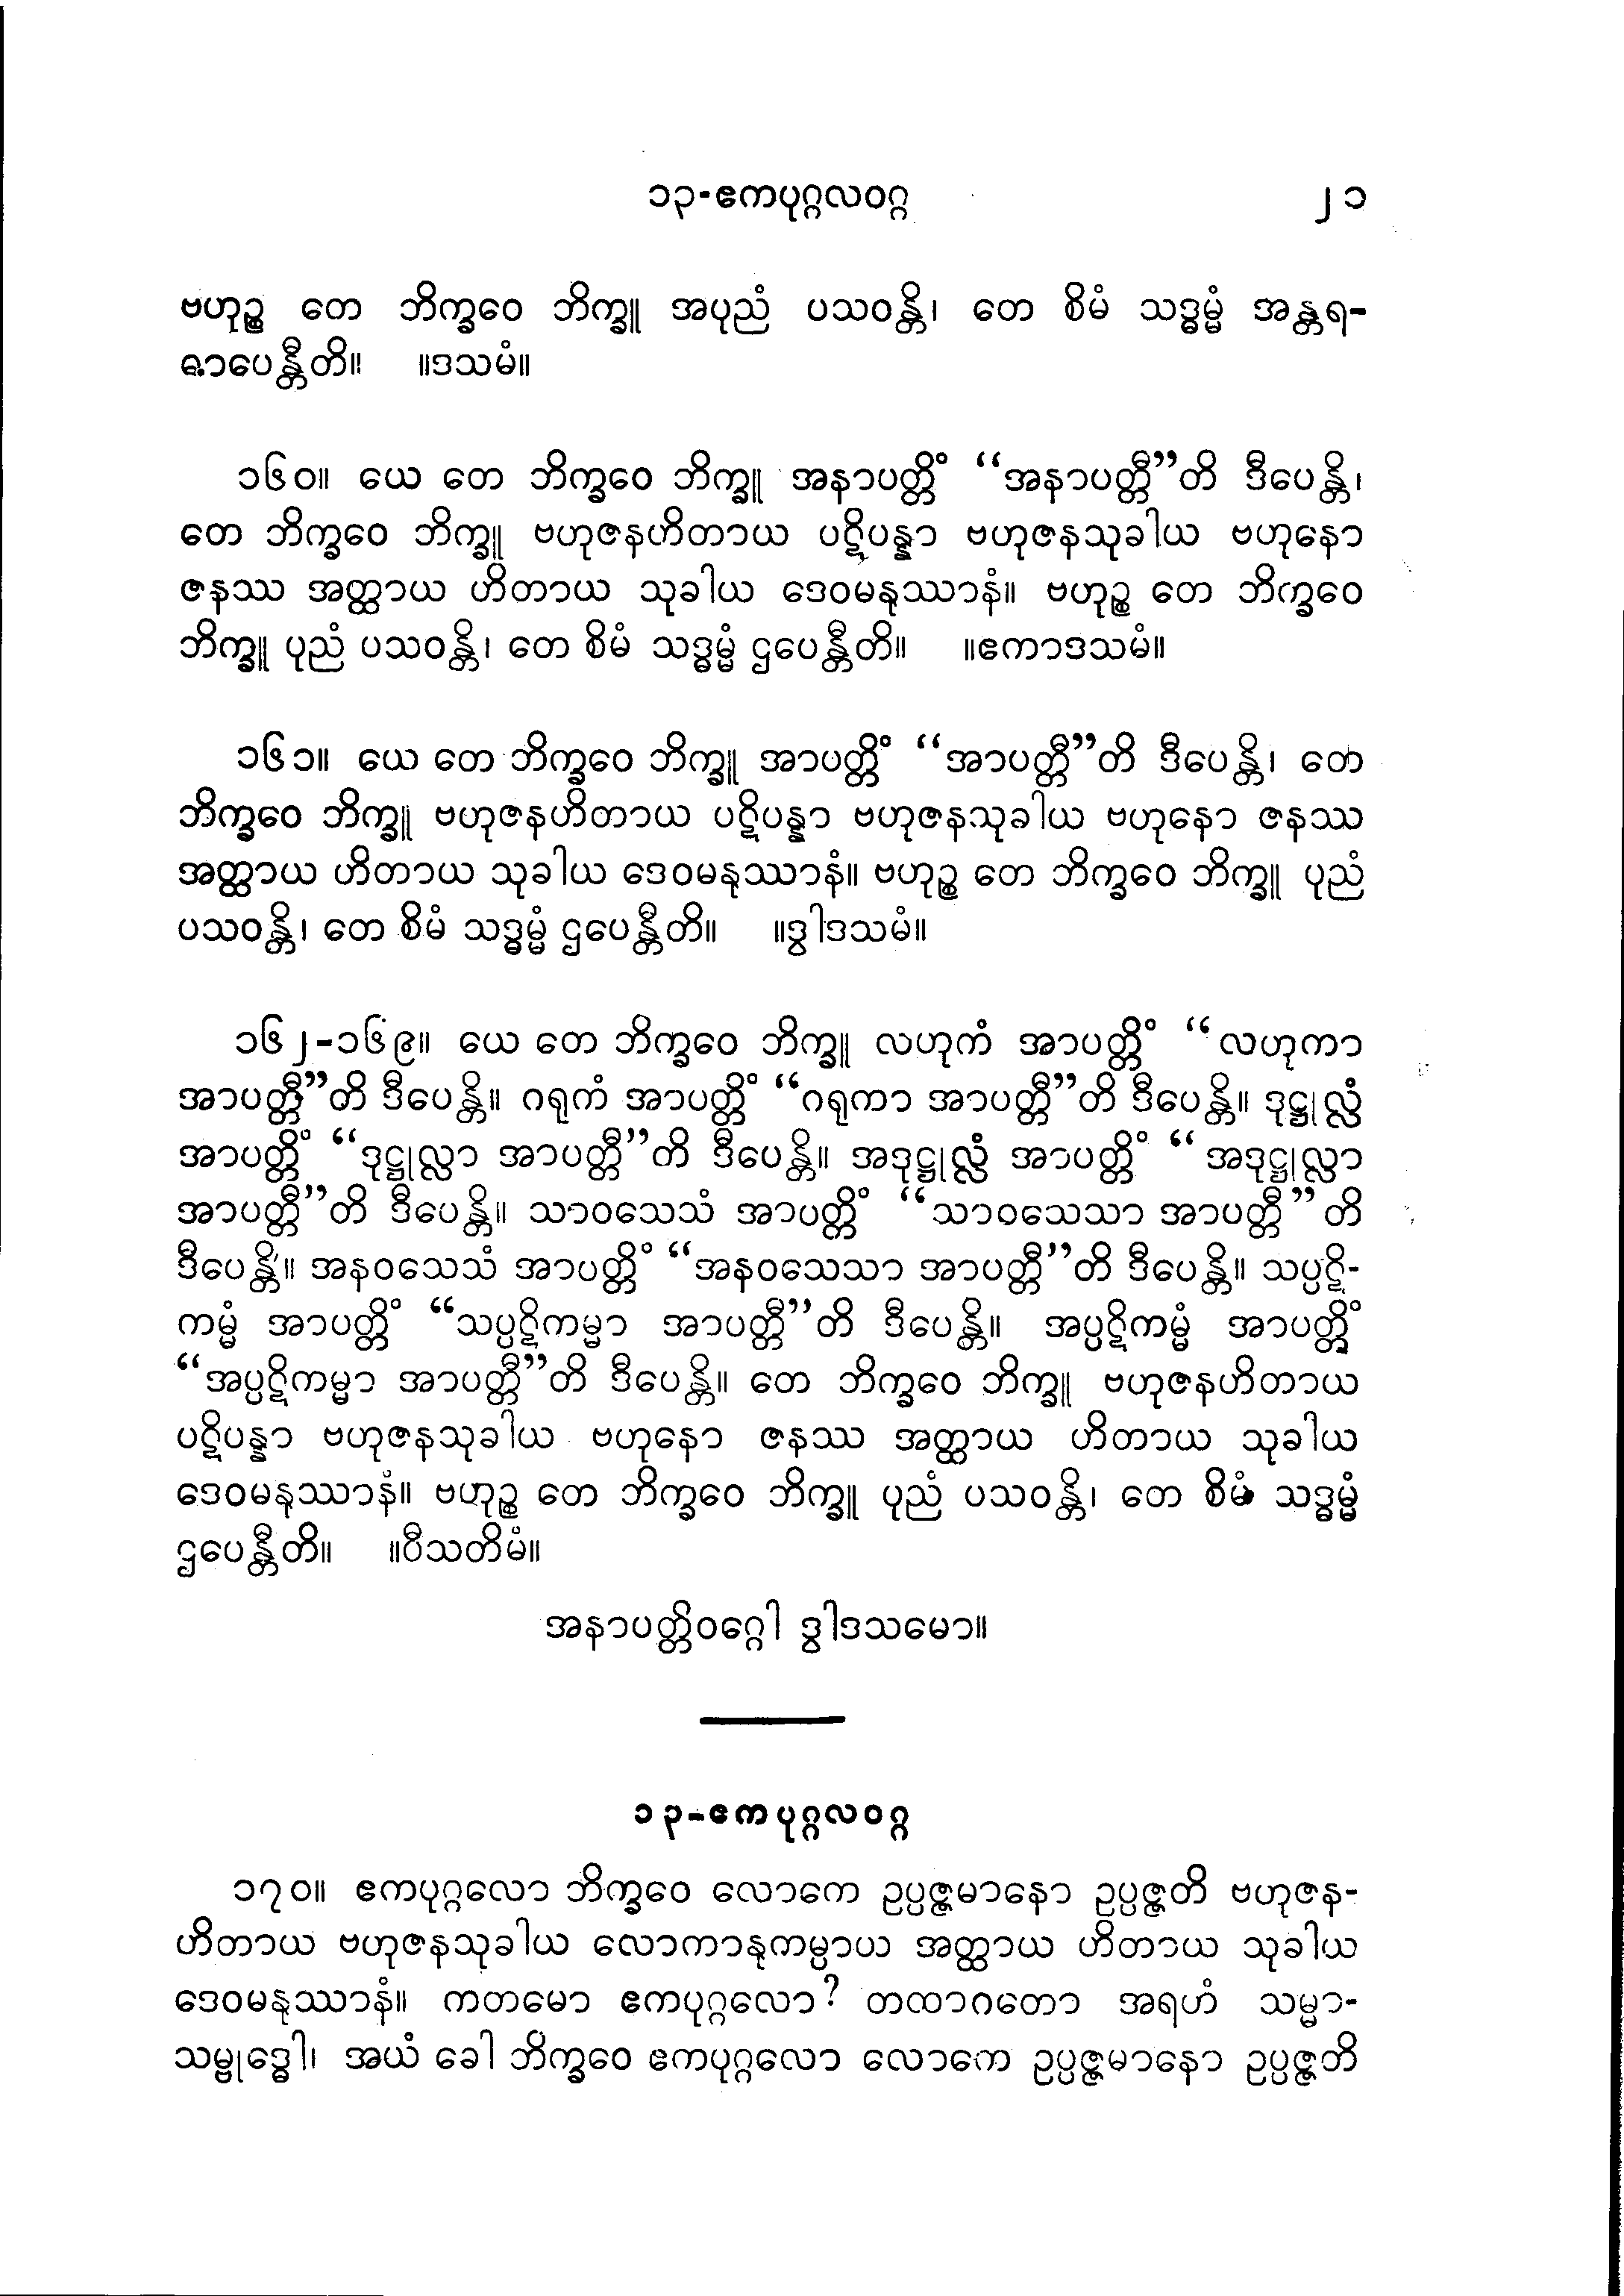 ၁၃-ဧကပုဂ္ဂလဝဂ္ဂ ၂၁
ဗဟုဉ္စ တေ ဘိက္ခဝေ ဘိက္ခူ အပုညံ ပသဝန္တိ၊ တေ စိမံ သဒ္ဓမ္မံ အန္တရ-
ဓာပေန္တီတိ။ ။ဒသမံ။
၁၆၀။ ယေ တေ ဘိက္ခဝေ ဘိက္ခူ အနာပတ္တိံ “အနာပတ္တီ”တိ ဒီပေန္တိ၊
တေ ဘိက္ခဝေ ဘိက္ခူ ဗဟုဇနဟိတာယ ပဋိပန္နာ ဗဟုဇနသုခါယ ဗဟုနော
ဇနဿ အတ္ထာယ ဟိတာယ သုခါယ ဒေဝမနုဿာနံ။ ဗဟုဉ္စ တေ ဘိက္ခဝေ
ဘိက္ခူ ပုညံ ပသဝန္တိ၊ တေ စိမံ သဒ္ဓမ္မံ ဌပေန္တီတိ။ ။ဧကာဒသမံ။
၁၆၁။ ယေ တေ ဘိက္ခဝေ ဘိက္ခူ အာပတ္တိံ “အာပတ္တီ”တိ ဒီပေန္တိ၊ တေ
ဘိက္ခဝေ ဘိက္ခူ ဗဟုဇနဟိတာယ ပဋိပန္နာ ဗဟုဇနသုခါယ ဗဟုနော ဇနဿ
အတ္ထာယ ဟိတာယ သုခါယ ဒေဝမနုဿာနံ။ ဗဟုဉ္စ တေ ဘိက္ခဝေ ဘိက္ခူ ပုညံ
ပသဝန္တိ၊ တေ စိမံ သဒ္ဓမ္မံ ဌပေန္တီတိ။ ။ဒွါဒသမံ။
၁၆၂-၁၆၉။ ယေ တေ ဘိက္ခဝေ ဘိက္ခူ လဟုကံ အာပတ္တိံ “လဟုကာ
အာပတ္တီ”တိ ဒီပေန္တိ။ ဂရုကံ အာပတ္တိံ “ဂရုကာ အာပတ္တီ”တိ ဒီပေန္တိ။ ဒုဋ္ဌုလ္လံ
အာပတ္တိံ “ဒုဋ္ဌုလ္လာ အာပတ္တီ”တိ ဒီပေန္တိ။ အဒုဋ္ဌုလ္လံ အာပတ္တိံ “အဒုဋ္ဌုလ္လာ
အာပတ္တီ”တိ ဒီပေန္တိ။ သာဝသေသံ အာပတ္တိံ “သာဝသေသာ အာပတ္တီ”တိ
ဒီပေန္တိ။ အနဝသေသံ အာပတ္တိံ “အနဝသေသာ အာပတ္တီ”တိ ဒီပေန္တိ။ သပ္ပဋိ-
ကမ္မံ အာပတ္တိံ “သပ္ပဋိကမ္မာ အာပတ္တီ”တိ ဒီပေန္တိ။ အပ္ပဋိကမ္မံ အာပတ္တိံ
“အပ္ပဋိကမ္မာ အာပတ္တီ”တိ ဒီပေန္တိ။ တေ ဘိက္ခဝေ ဘိက္ခူ ဗဟုဇနဟိတာယ
ပဋိပန္နာ ဗဟုဇနသုခါယ ဗဟုနော ဇနဿ အတ္ထာယ ဟိတာယ သုခါယ
ဒေဝမနုဿာနံ။ ဗဟုဉ္စ တေ ဘိက္ခဝေ ဘိက္ခူ ပုညံ ပသဝန္တိ၊ တေ စိမံ သဒ္ဓမ္မံ
ဌပေန္တီတိ။ ။ဝီသတိမံ။
အနာပတ္တိဝဂ္ဂေါ ဒွါဒသမော။
၁၃-ဧကပုဂ္ဂလဝဂ္ဂ
၁၇၀။ ဧကပုဂ္ဂလော ဘိက္ခဝေ လောကေ ဥပ္ပဇ္ဇမာနော ဥပ္ပဇ္ဇတိ ဗဟုဇန-
ဟိတာယ ဗဟုဇနသုခါယ လောကာနုကမ္ပာယ အတ္ထာယ ဟိတာယ သုခါယ
ဒေဝမနုဿာနံ။ ကတမော ဧကပုဂ္ဂလော? တထာဂတော အရဟံ သမ္မာ-
သမ္ဗုဒ္ဓေါ၊ အယံ ခေါ ဘိက္ခဝေ ဧကပုဂ္ဂလော လောကေ ဥပ္ပဇ္ဇမာနော ဥပ္ပဇ္ဇတိ